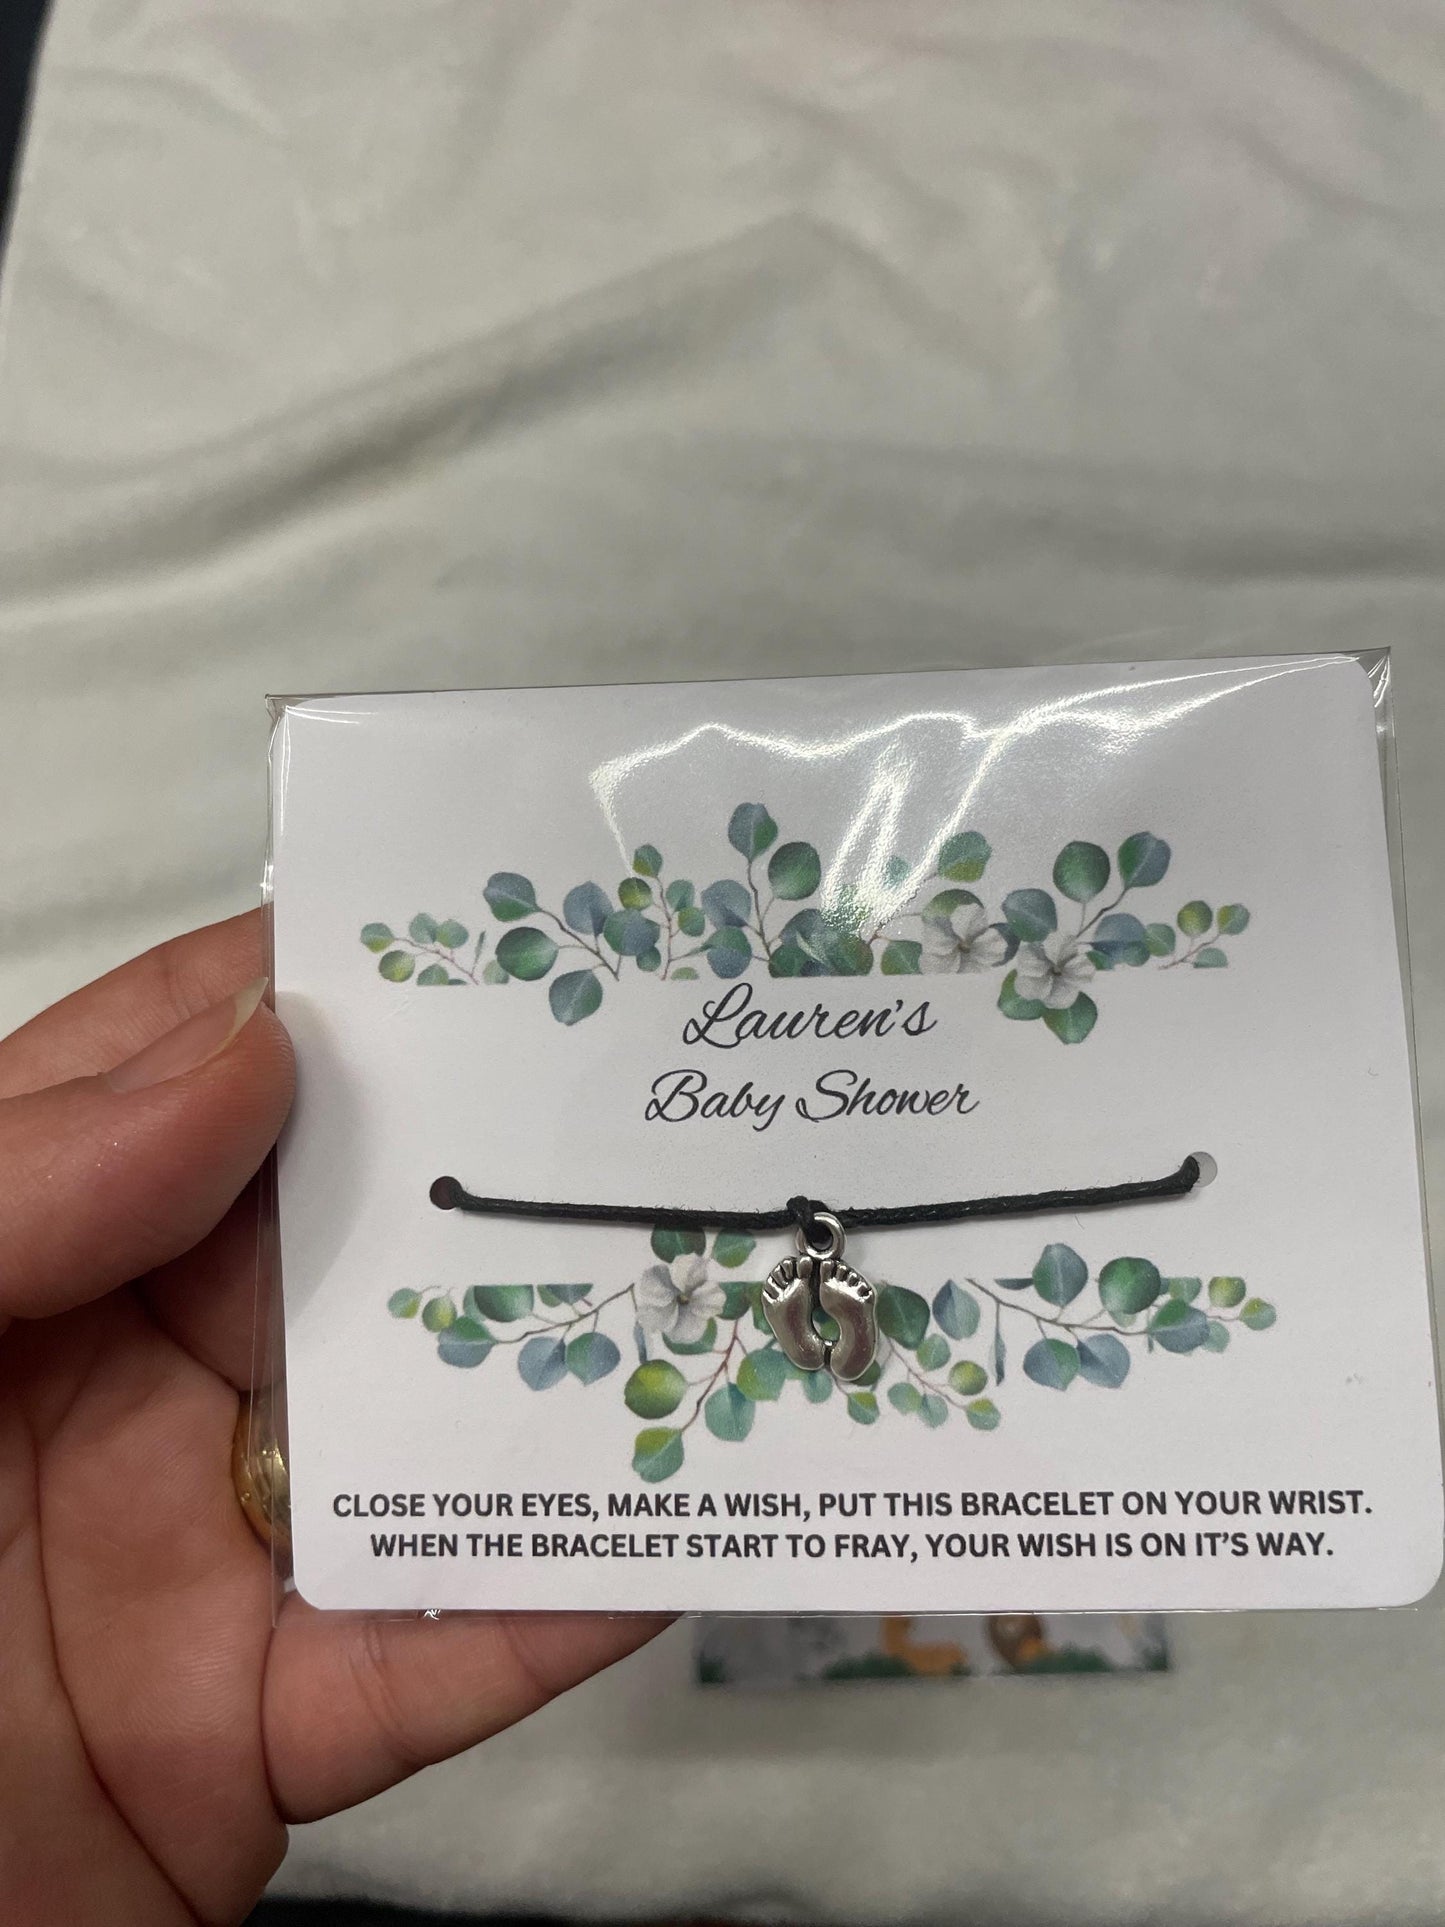 Lauren's
Baby Shower
CLOSE YOUR EYES, MAKE A WISH, PUT THIS BRACELET ON YOUR WRIST.
WHEN THE BRACELET START TO FRAY, YOUR WISH IS ON IT'S WAY.